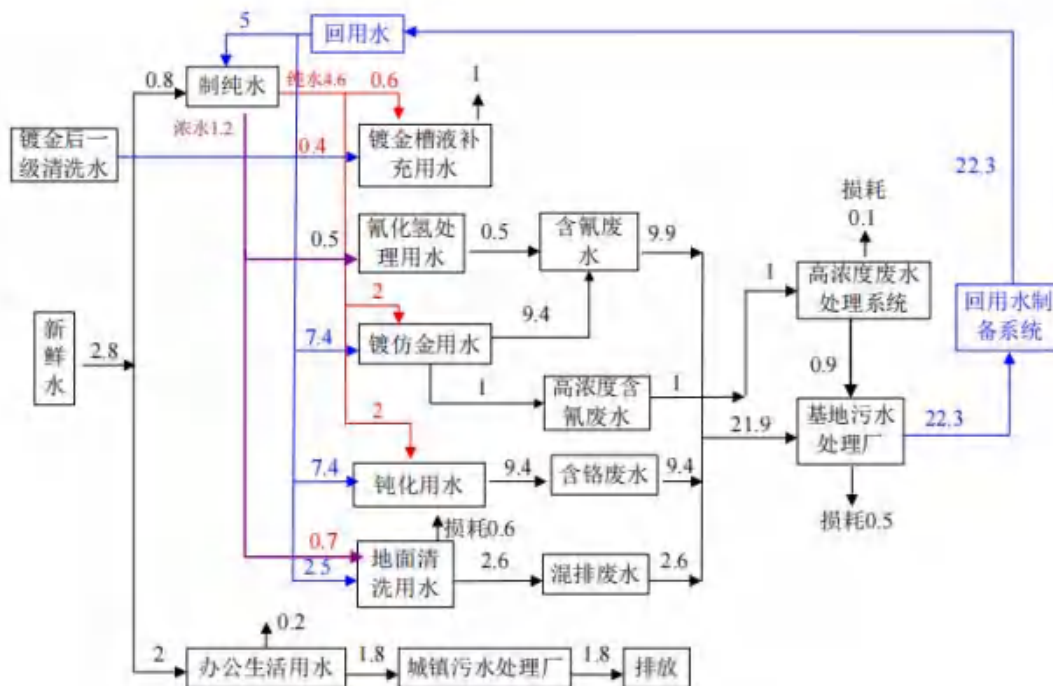 5
回用水
0.8
制纯水
纯水4.6
0.6
1
浓水1.2
镀金后一
级清洗水
0.4
镀金槽液补
充用水
22.3
损耗
0.1
0.5
氰化氢处
理用水
0.5
含氰废
水
9.9
1
高浓度废水
处理系统
回用水制
备系统
新
鲜
水
2.8
2
7.4
镀仿金用水
9.4
0.9
1
高浓度含
氰废水
1
21.9
基地污水
处理厂
22.3
2
7.4
钝化用水
9.4
含铬废水
9.4
损耗0.5
损耗0.6
0.7
2.5
地面清
洗用水
2.6
混排废水
2.6
0.2
2
办公生活用水
1.8
城镇污水处理厂
1.8
排放